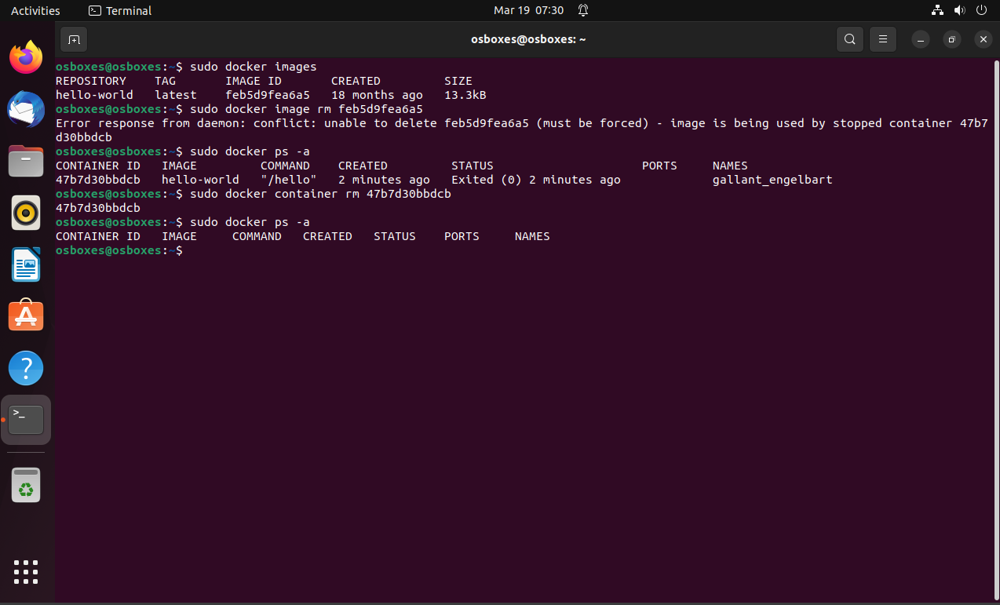 Activities Terminal Mar 19 07:30
osboxes@osboxes: ~
osboxes@osboxes:~$ sudo docker images
REPOSITORY TAG IMAGE ID CREATED SIZE
hello-world latest feb5d9fea6a5 18 months ago 13.3kB
osboxes@osboxes:~$ sudo docker image rm feb5d9fea6a5
Error response from daemon: conflict: unable to delete feb5d9fea6a5 (must be forced) - image is being used by stopped container 47b7
d30bbdcb
osboxes@osboxes:~$ sudo docker ps -a
CONTAINER ID IMAGE COMMAND CREATED STATUS PORTS NAMES
47b7d30bbdcb hello-world "/hello" 2 minutes ago Exited (0) 2 minutes ago gallant_engelbart
osboxes@osboxes:~$ sudo docker container rm 47b7d30bbdcb
47b7d30bbdcb
osboxes@osboxes:~$ sudo docker ps -a
CONTAINER ID IMAGE COMMAND CREATED STATUS PORTS NAMES
osboxes@osboxes:~$